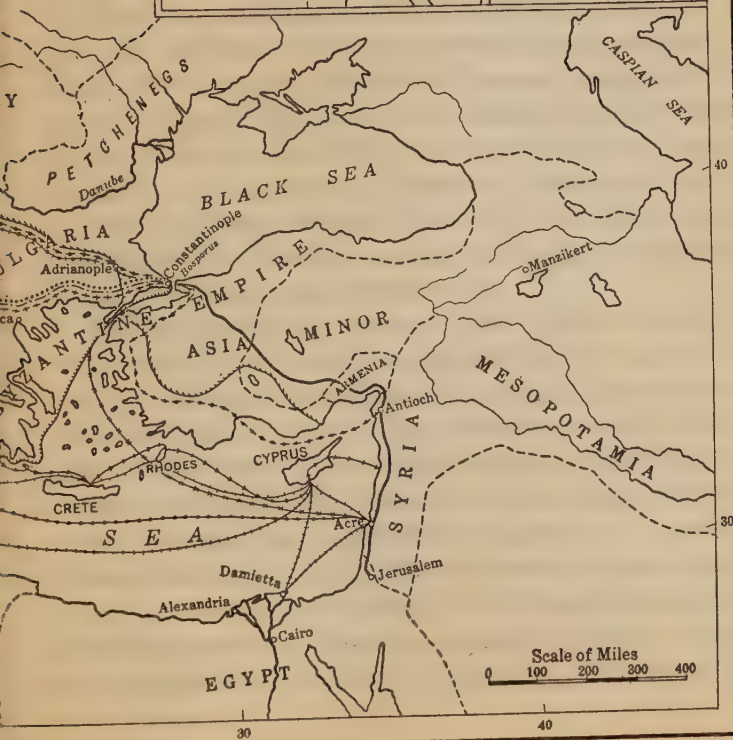 CASPIAN SEA
Y
PETCHENEGS
Danube
40
BLACK SEA
ULGARIA
Constantinople
Bosporus
Adrianople
Manzikert
ca
ANTINE EMPIRE
ASIA MINOR
ARMENIA
MESOPOTAMIA
Antioch
SYRIA
CYPRUS
RHODES
CRETE
30
Acre
SEA
Damietta
Jerusalem
Alexandria
Cairo
Scale of Miles
0 100 200 300 400
EGYPT
30 40